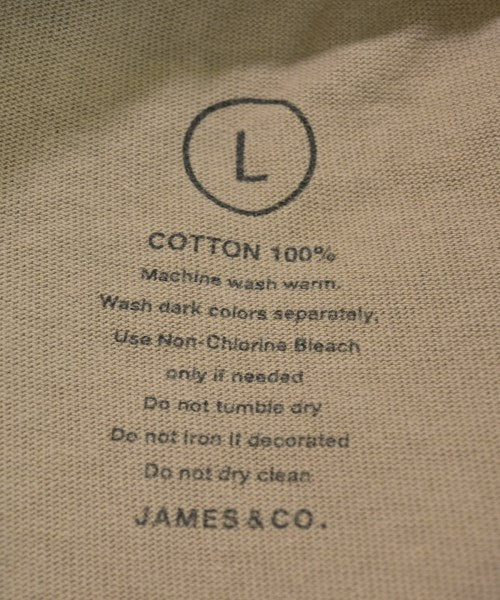 L
COTTON 100%
Machine wash warm.
Wash dark colors separately.
Use Non-Chlorine Bleach
only if needed
Do not tumble dry
Do not iron if decorated
Do not dry clean
JAMES & CO.